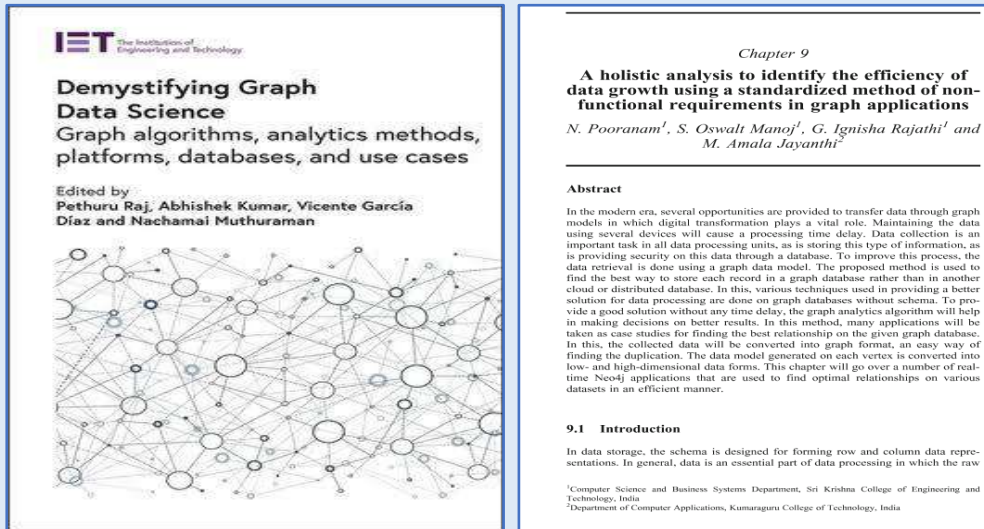 IET The Institution of
Engineering and Technology
Demystifying Graph
Data Science
Graph algorithms, analytics methods,
platforms, databases, and use cases
Edited by
Pethuru Raj, Abhishek Kumar, Vicente García
Díaz and Nachamai Muthuraman
Chapter 9
A holistic analysis to identify the efficiency of
data growth using a standardized method of non-
functional requirements in graph applications
N. Pooranam¹, S. Oswalt Manoj¹, G. Ignisha Rajathi¹ and
M. Amala Jayanthi²
Abstract
In the modern era, several opportunities are provided to transfer data through graph
models in which digital transformation plays a vital role. Maintaining the data
using several devices will cause a processing time delay. Data collection is an
important task in all data processing units, as is storing this type of information, as
is providing security on this data through a database. To improve this process, the
data retrieval is done using a graph data model. The proposed method is used to
find the best way to store each record in a graph database rather than in another
cloud or distributed database. In this, various techniques used in providing a better
solution for data processing are done on graph databases without schema. To pro-
vide a good solution without any time delay, the graph analytics algorithm will help
in making decisions on better results. In this method, many applications will be
taken as case studies for finding the best relationship on the given graph database.
In this, the collected data will be converted into graph format, an easy way of
finding the duplication. The data model generated on each vertex is converted into
low- and high-dimensional data forms. This chapter will go over a number of real-
time Neo4j applications that are used to find optimal relationships on various
datasets in an efficient manner.
9.1 Introduction
In data storage, the schema is designed for forming row and column data repre-
sentations. In general, data is an essential part of data processing in which the raw
¹Computer Science and Business Systems Department, Sri Krishna College of Engineering and
Technology, India
²Department of Computer Applications, Kumaraguru College of Technology, India